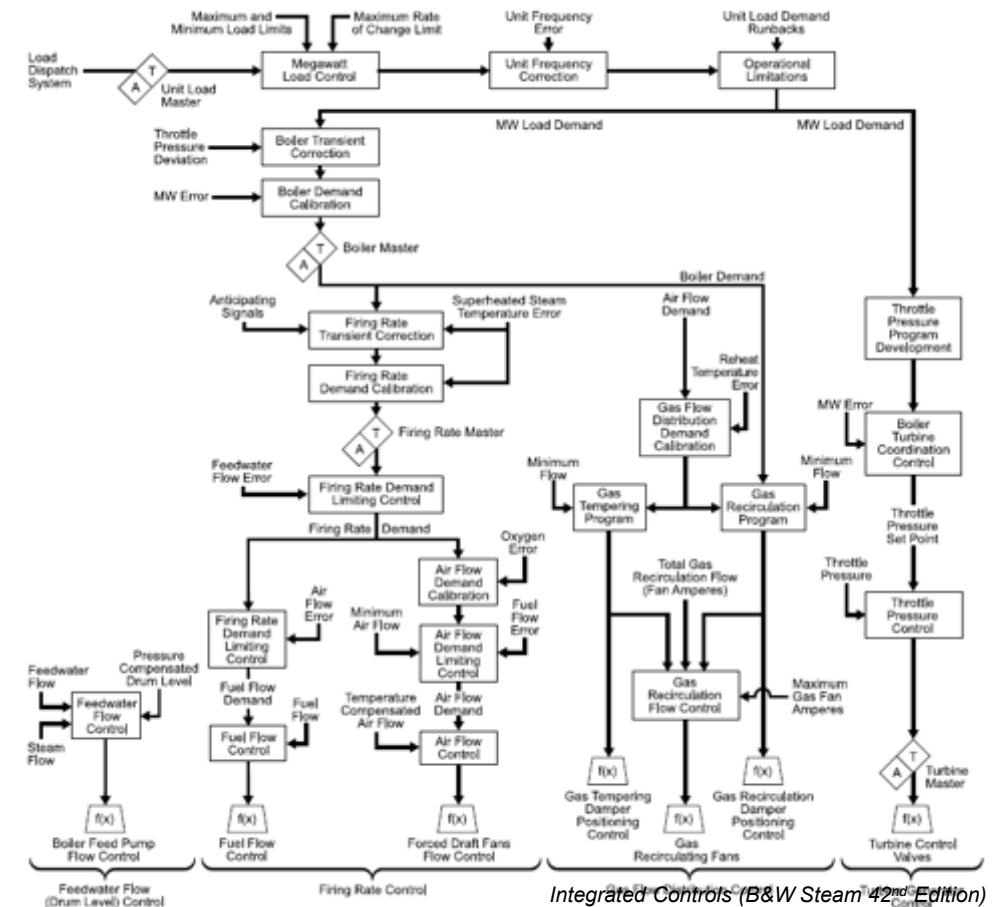 Maximum and
Minimum Load Limits
Maximum Rate
of Change Limit
Unit Frequency
Error
Unit Load Demand
Runbacks
Load
Dispatch
System
T
A
Unit Load
Master
Megawatt
Load Control
Unit Frequency
Correction
Operational
Limitations
MW Load Demand
MW Load Demand
Throttle
Pressure
Deviation
Boiler Transient
Correction
MW Error
Boiler Demand
Calibration
T
A
Boiler Master
Boiler Demand
Anticipating
Signals
Superheated Steam
Temperature Error
Firing Rate
Transient Correction
Air Flow
Demand
Throttle
Pressure
Program
Development
Firing Rate
Demand Calibration
Reheat
Temperature
Error
T
A
Firing Rate Master
Gas Flow
Distribution
Demand
Calibration
MW Error
Boiler
Turbine
Coordination
Control
Feedwater
Flow Error
Firing Rate Demand
Limiting Control
Minimum
Flow
Gas
Tempering
Program
Gas
Recirculation
Program
Minimum
Flow
Throttle
Pressure
Set Point
Firing Rate Demand
Oxygen
Error
Air Flow
Demand
Calibration
Total Gas
Recirculation Flow
(Fan Amperes)
Throttle
Pressure
Throttle
Pressure
Control
Air
Flow
Error
Firing Rate
Demand
Limiting
Control
Minimum
Air Flow
Fuel
Flow
Error
Air Flow
Demand
Limiting
Control
Feedwater
Flow
Pressure
Compensated
Drum Level
Feedwater
Flow
Control
Steam
Flow
Fuel Flow
Demand
Fuel
Flow
Fuel Flow
Control
Temperature
Compensated
Air Flow
Air Flow
Demand
Air Flow
Control
Gas
Recirculation
Flow Control
Maximum
Gas Fan
Amperes
T
A
Turbine
Master
f(x)
Gas Tempering
Damper
Positioning
Control
f(x)
Gas Recirculation
Damper
Positioning
Control
f(x)
Boiler Feed Pump
Flow Control
f(x)
Fuel Flow
Control
f(x)
Forced Draft Fans
Flow Control
f(x)
Gas
Recirculating Fans
f(x)
Turbine Control
Valves
Feedwater Flow
(Drum Level) Control
Firing Rate Control
Integrated Controls (B&W Steam 42nd Edition)